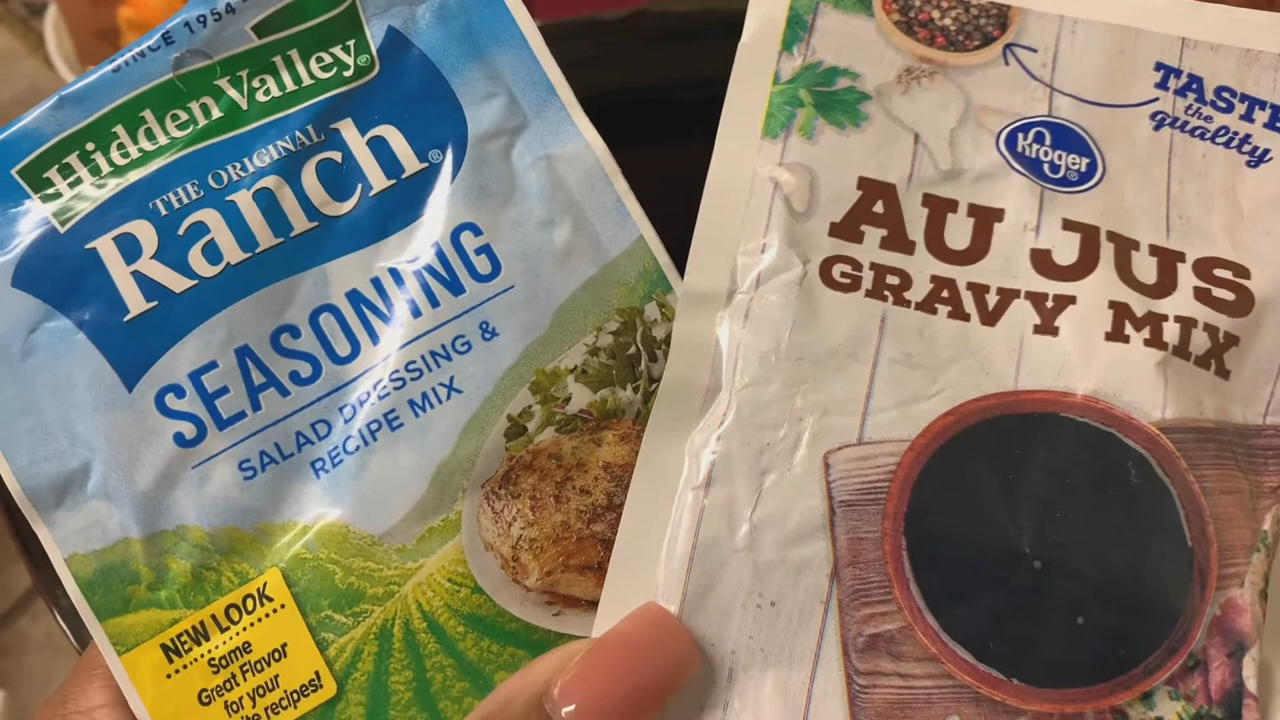 SINCE 1954
Hidden Valley®
THE ORIGINAL
Ranch®
SEASONING
SALAD DRESSING &
RECIPE MIX
NEW LOOK
Same
Great Flavor
for your
recipes!
TASTE
the
quality
Kroger®
AU JUS
GRAVY MIX